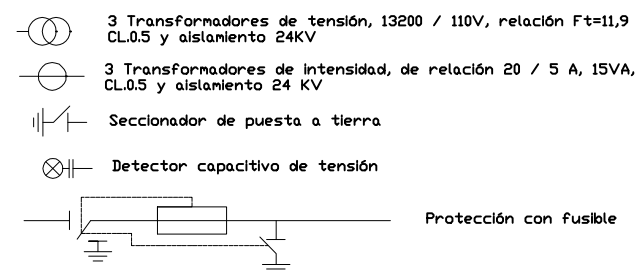 3 Transformadores de tensión, 13200 / 110V, relación Ft=11,9
CL.0.5 y aislamiento 24KV
3 Transformadores de intensidad, de relación 20 / 5 A, 15VA,
CL.0.5 y aislamiento 24 KV
Seccionador de puesta a tierra
Detector capacitivo de tensión
Protección con fusible